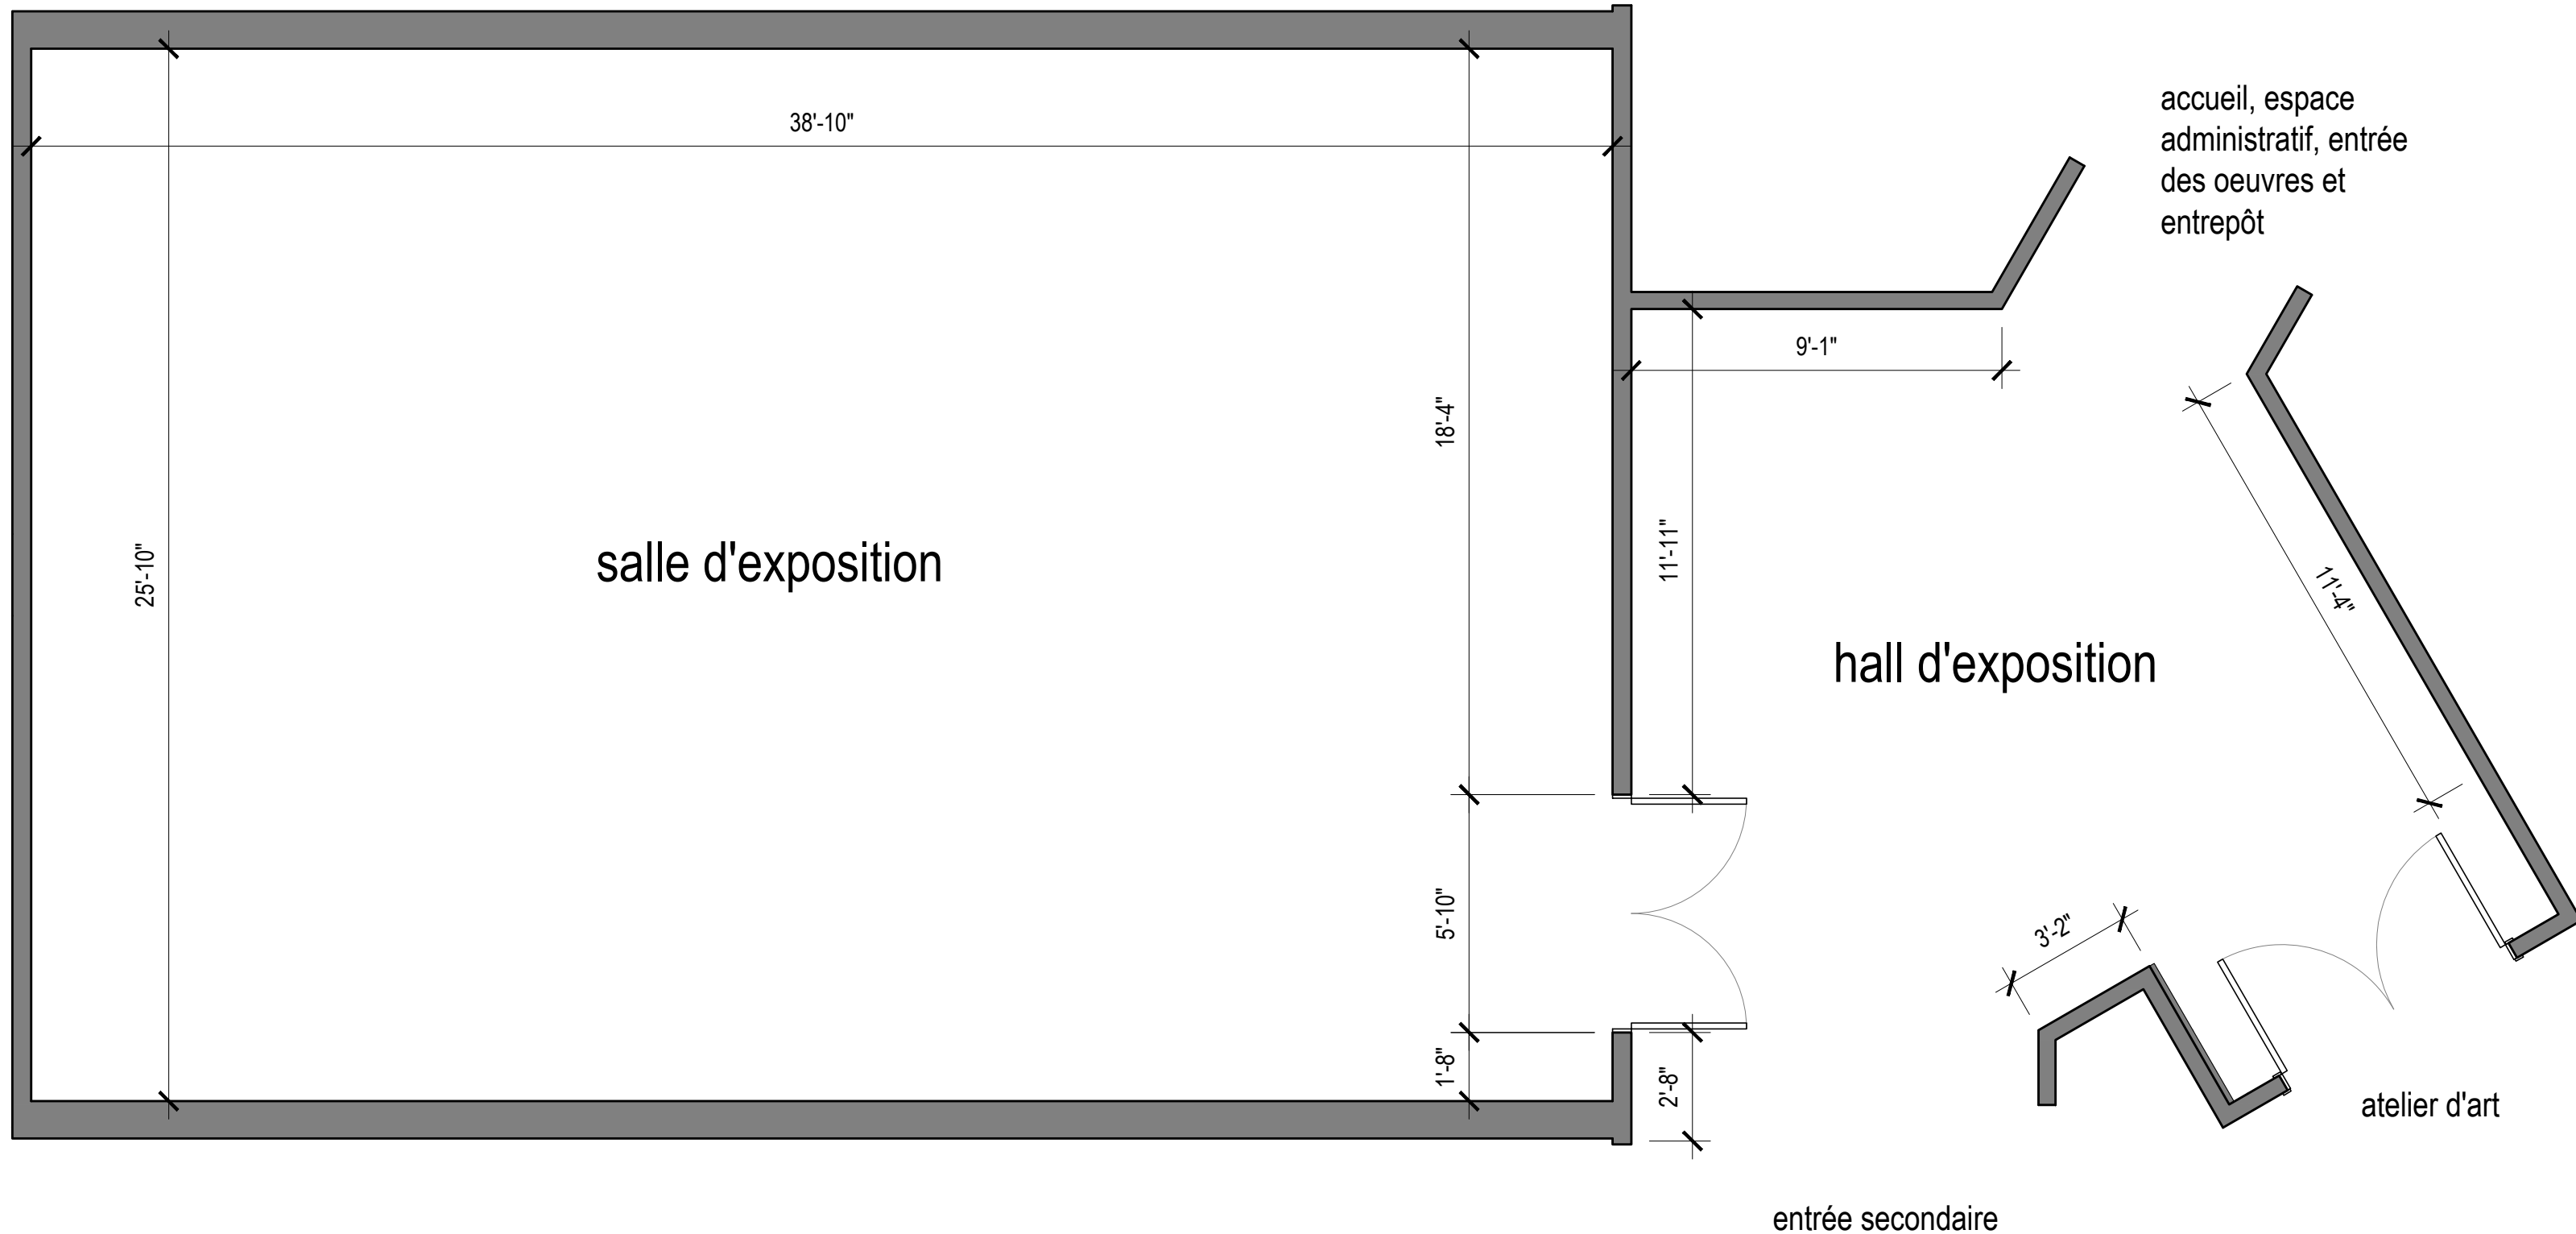 38'-10"
accueil, espace
administratif, entrée
des oeuvres et
entrepôt
9'-1"
18'-4"
25'-10"
salle d'exposition
11'-11"
11'-4"
hall d'exposition
5'-10"
3'-2"
1'-8"
2'-8"
atelier d'art
entrée secondaire